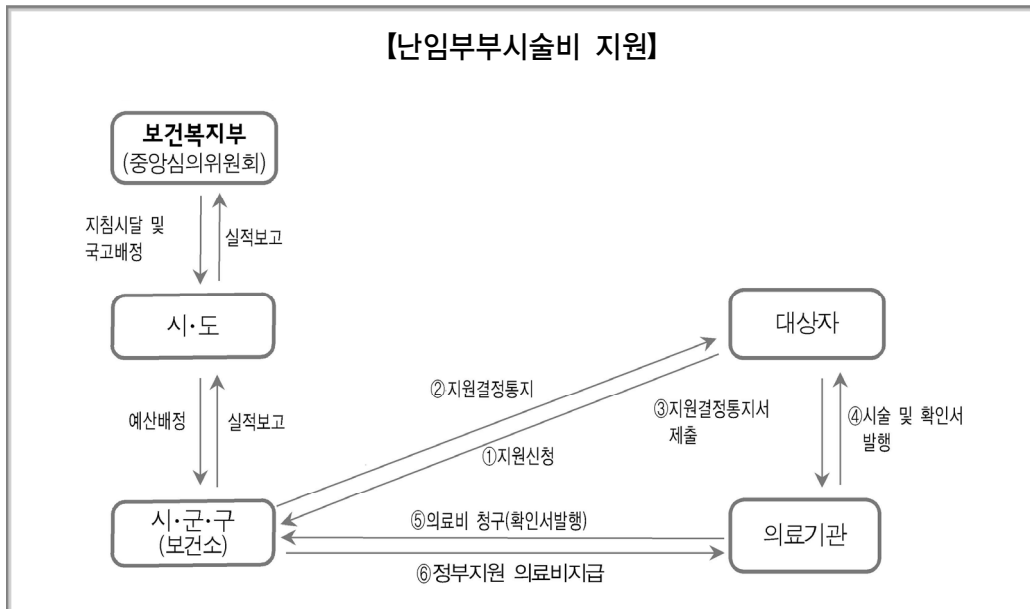 【난임부부시술비 지원】
보건복지부
(중앙심의위원회)
지침시달 및
국고배정
실적보고
시·도
대상자
예산배정
실적보고
②지원결정통지
③지원결정통지서
제출
④시술 및 확인서
발행
①지원신청
시·군·구
(보건소)
⑤의료비 청구(확인서발행)
의료기관
⑥정부지원 의료비지급